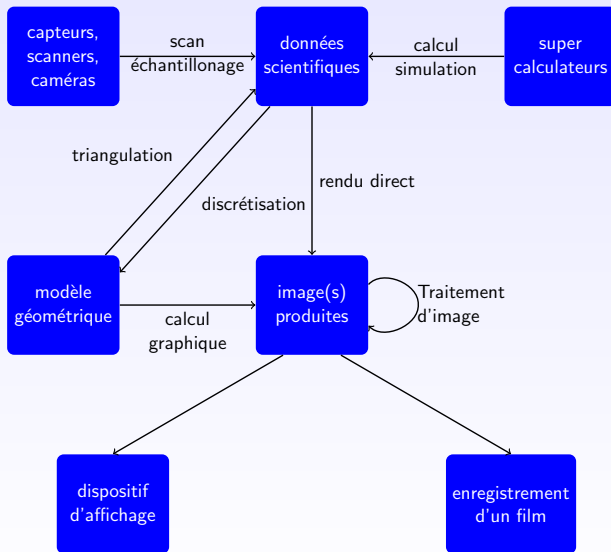 capteurs,
scanners,
caméras
scan
échantillonage
données
scientifiques
calcul
simulation
super
calculateurs
triangulation
discrétisation
rendu direct
modèle
géométrique
calcul
graphique
image(s)
produites
Traitement
d'image
dispositif
d'affichage
enregistrement
d'un film